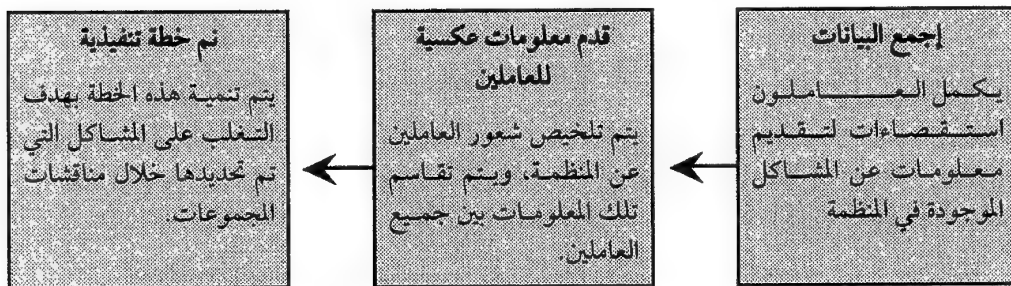 إجمع البيانات
يكمل العاملون
استقصاءات لتقديم
معلومات عن المشاكل
الموجودة في المنظمة
قدم معلومات عكسية
للعاملين
يتم تلخيص شعور العاملين
عن المنظمة، ويتم تقاسم
تلك المعلومات بين جميع
العاملين.
نم خطة تنفيذية
يتم تنمية هذه الخطة بهدف
التغلب على المشاكل التي
تم تحديدها خلال مناقشات
المجموعات.